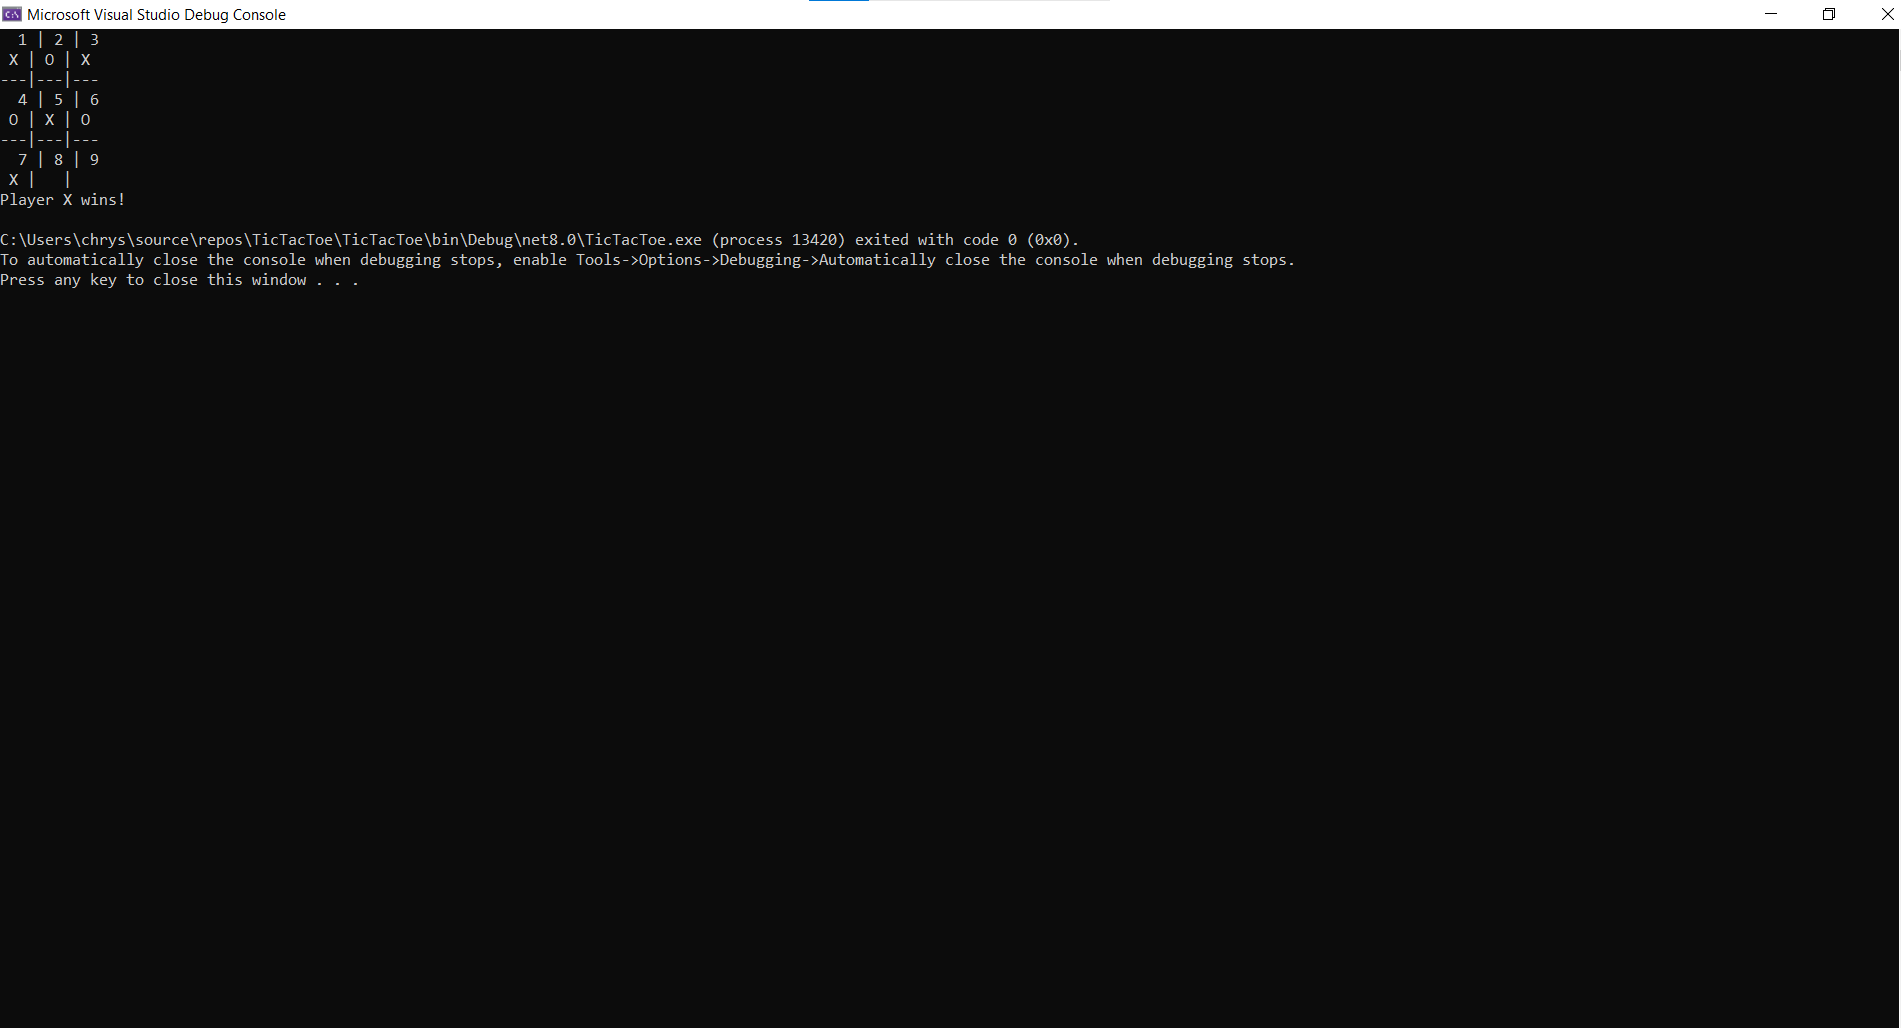 Microsoft Visual Studio Debug Console
  1 | 2 | 3
 X | O | X
---|---|---
  4 | 5 | 6
 O | X | O
---|---|---
  7 | 8 | 9
 X |   |
Player X wins!
C:\Users\chrys\source\repos\TicTacToe\TicTacToe\bin\Debug\net8.0\TicTacToe.exe (process 13420) exited with code 0 (0x0).
To automatically close the console when debugging stops, enable Tools->Options->Debugging->Automatically close the console when debugging stops.
Press any key to close this window . . .